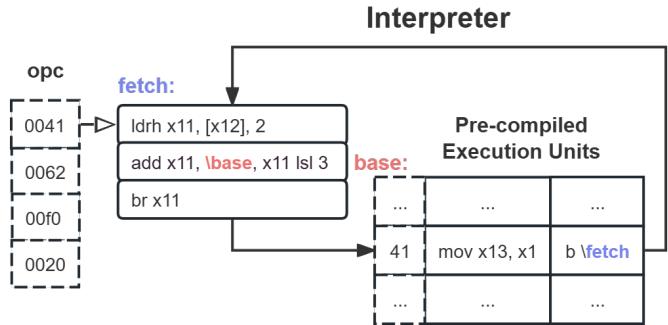 Interpreter
opc
fetch:
0041
0062
00f0
0020
ldrh x11, [x12], 2
add x11, \base, x11 lsl 3
br x11
Pre-compiled
Execution Units
base:
... ... ...
41 mov x13, x1 b \fetch
... ... ...